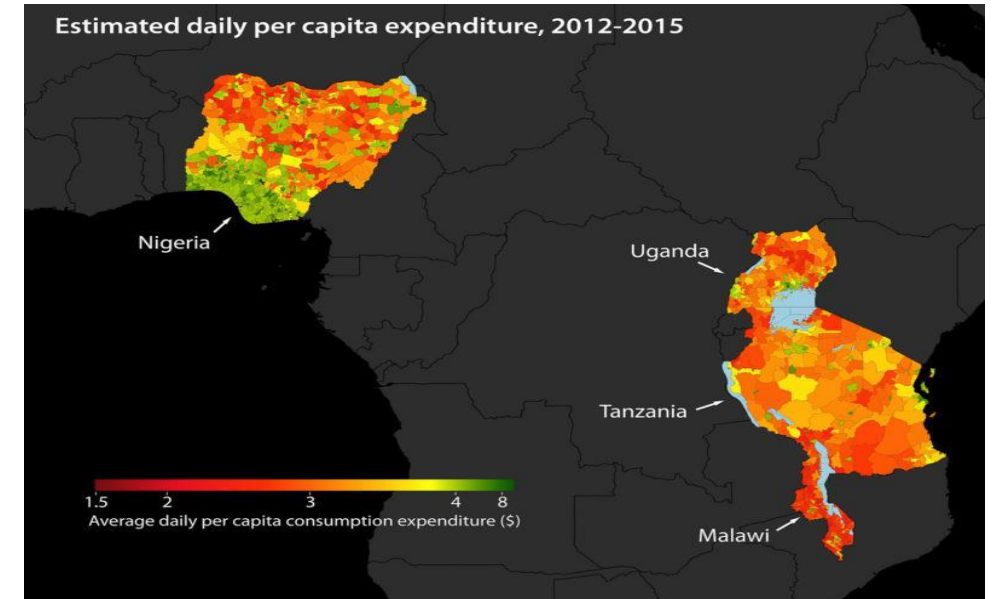 Estimated daily per capita expenditure, 2012-2015
Nigeria
Uganda
Tanzania
1.5 2 3 4 8
Average daily per capita consumption expenditure ($)
Malawi